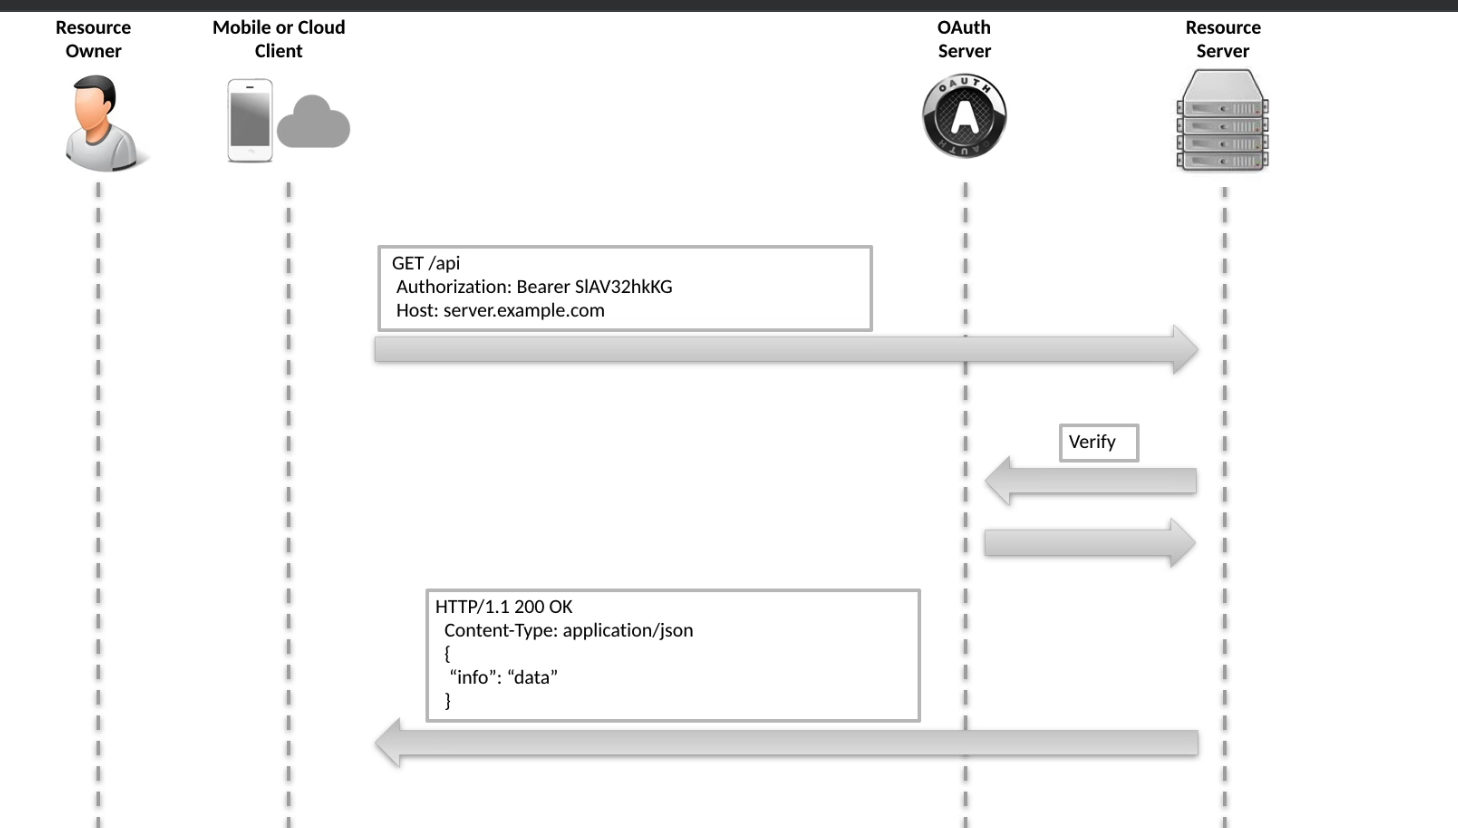 Resource
Owner
Mobile or Cloud
Client
OAuth
Server
Resource
Server
OAUTH
A
OAUTH
GET /api
Authorization: Bearer SlAV32hkKG
Host: server.example.com
Verify
HTTP/1.1 200 OK
Content-Type: application/json
{
“info”: “data”
}